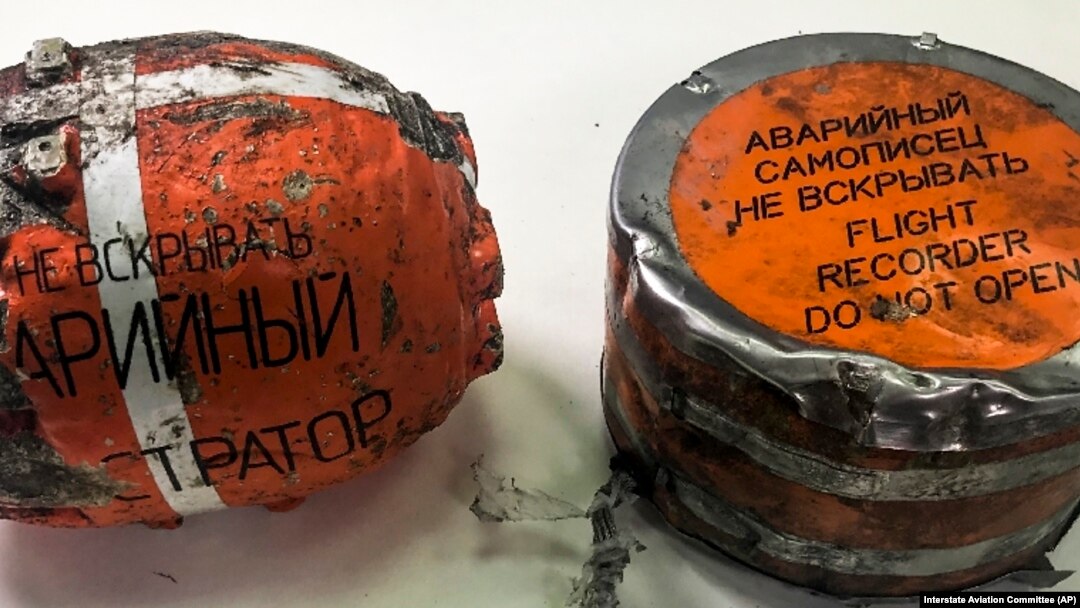 НЕ ВСКРЫВАТЬ
АРИЙНЫЙ
СТРАТОР
АВАРИЙНЫЙ
САМОПИСЕЦ
НЕ ВСКРЫВАТЬ
FLIGHT
RECORDER
DO NOT OPEN
Interstate Aviation Committee (AP)